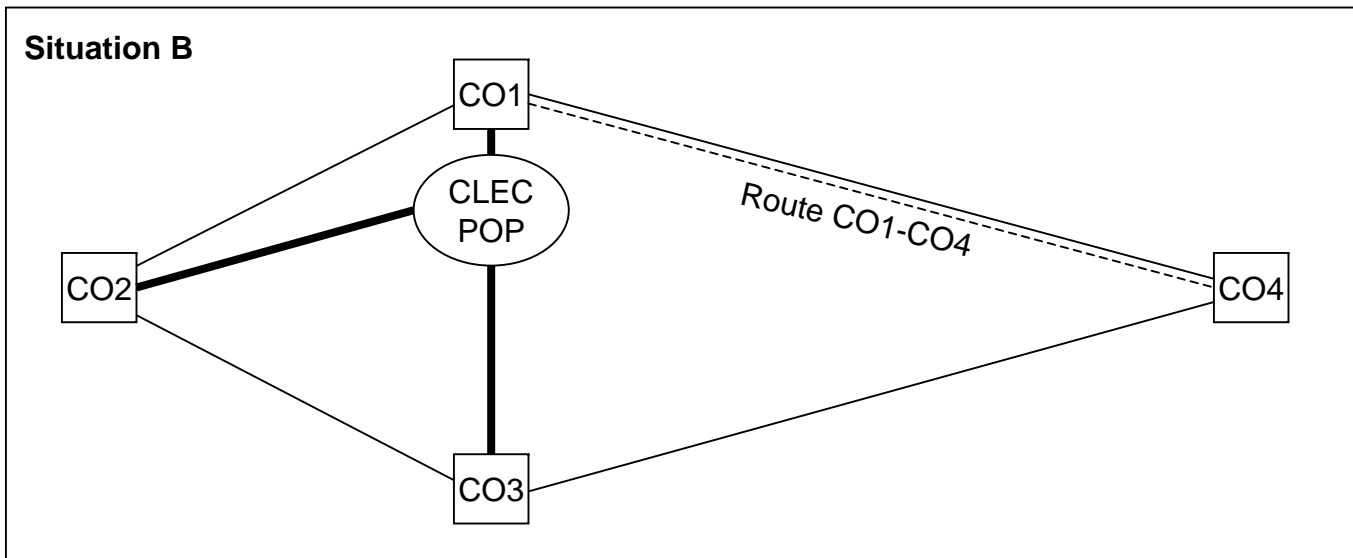 Situation B
CO1
CLEC
POP
Route CO1-CO4
CO2
CO4
CO3